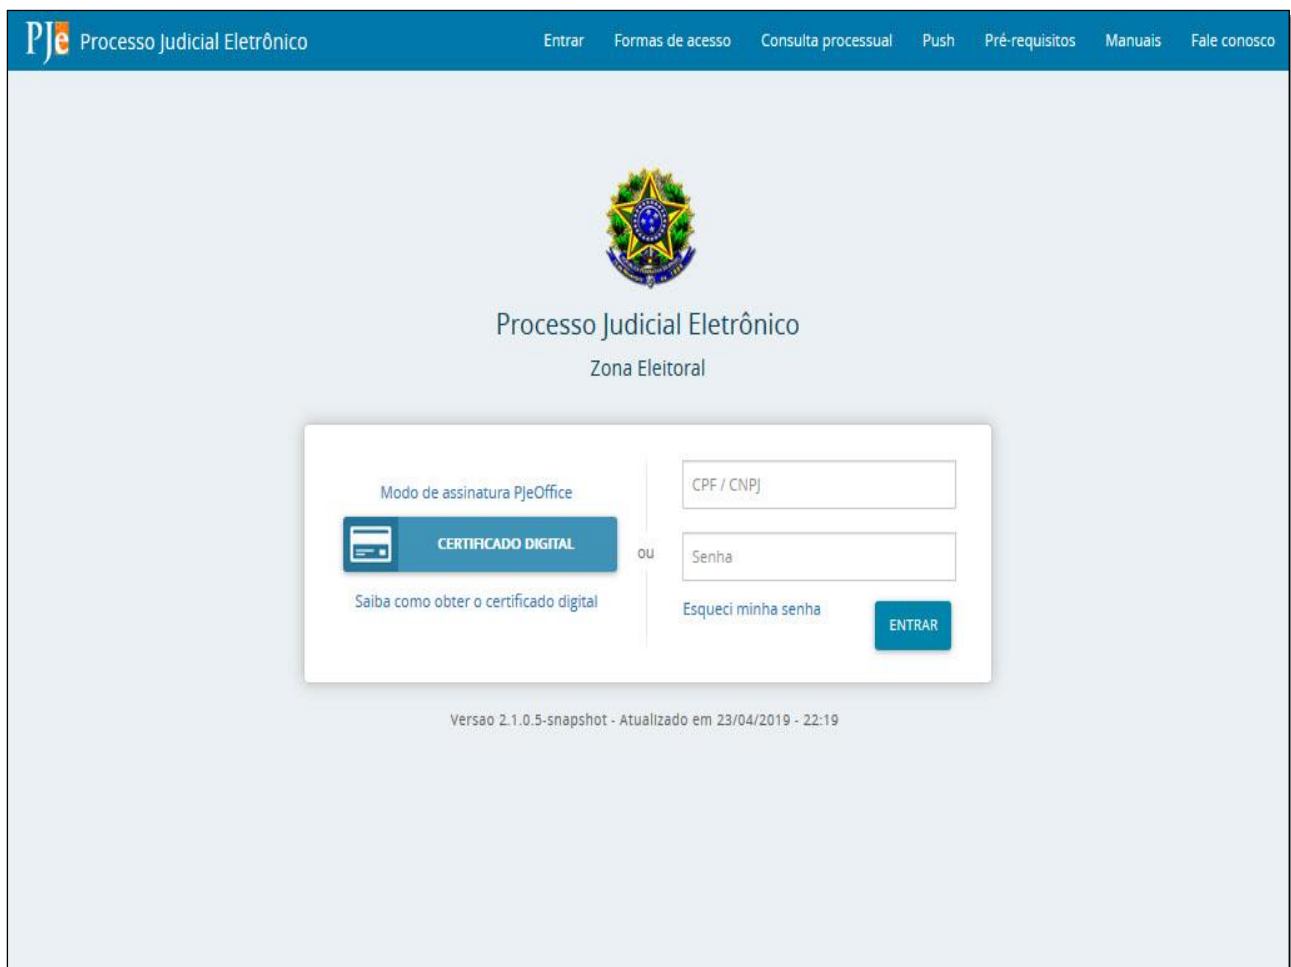 PJe Processo Judicial Eletrônico Entrar Formas de acesso Consulta processual Push Pré-requisitos Manuais Fale conosco
Processo Judicial Eletrônico
Zona Eleitoral
Modo de assinatura PJeOffice
CERTIFICADO DIGITAL
Saiba como obter o certificado digital
ou
CPF / CNPJ
Senha
Esqueci minha senha
ENTRAR
Versao 2.1.0.5-snapshot - Atualizado em 23/04/2019 - 22:19